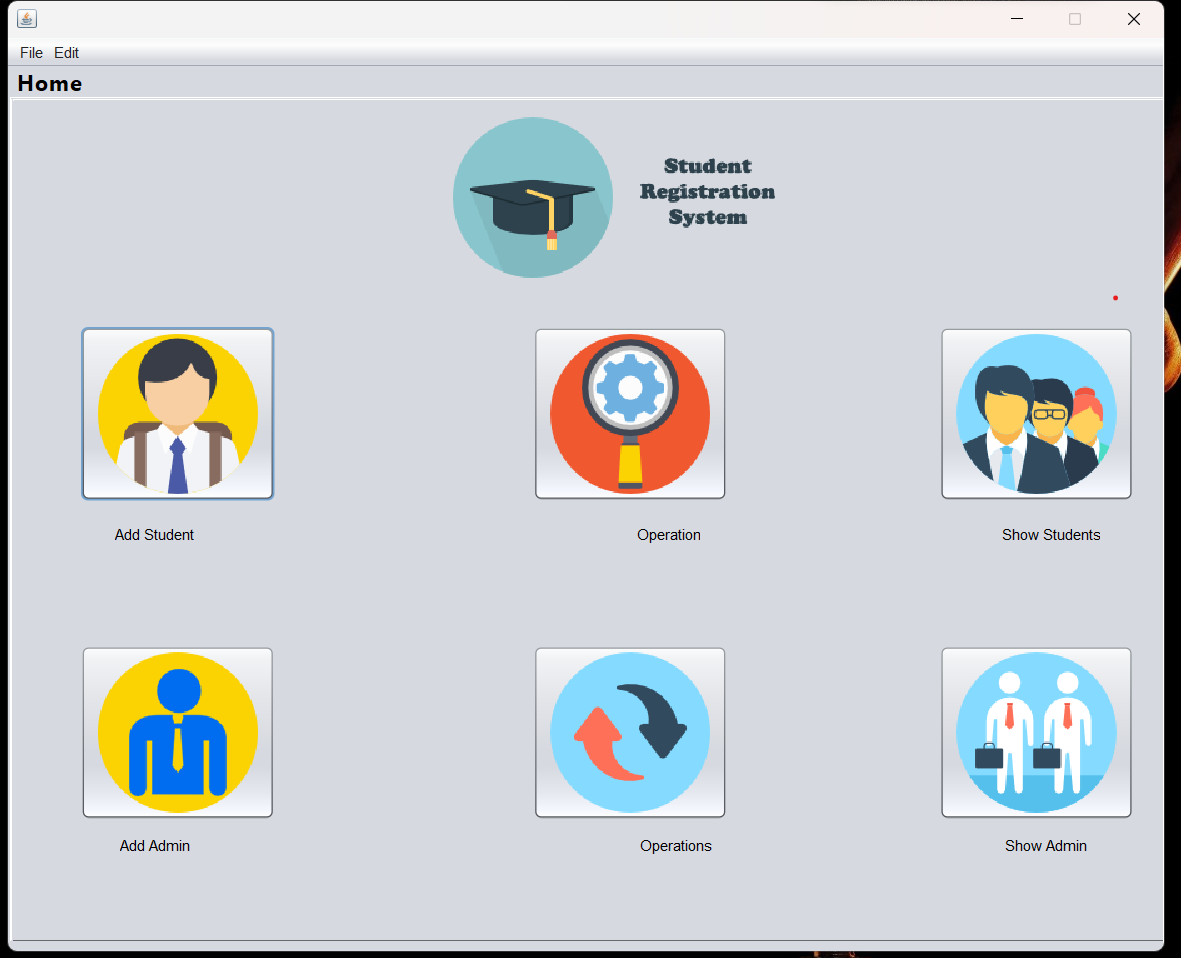 File Edit
Home
Student
Registration
System
Add Student
Operation
Show Students
Add Admin
Operations
Show Admin